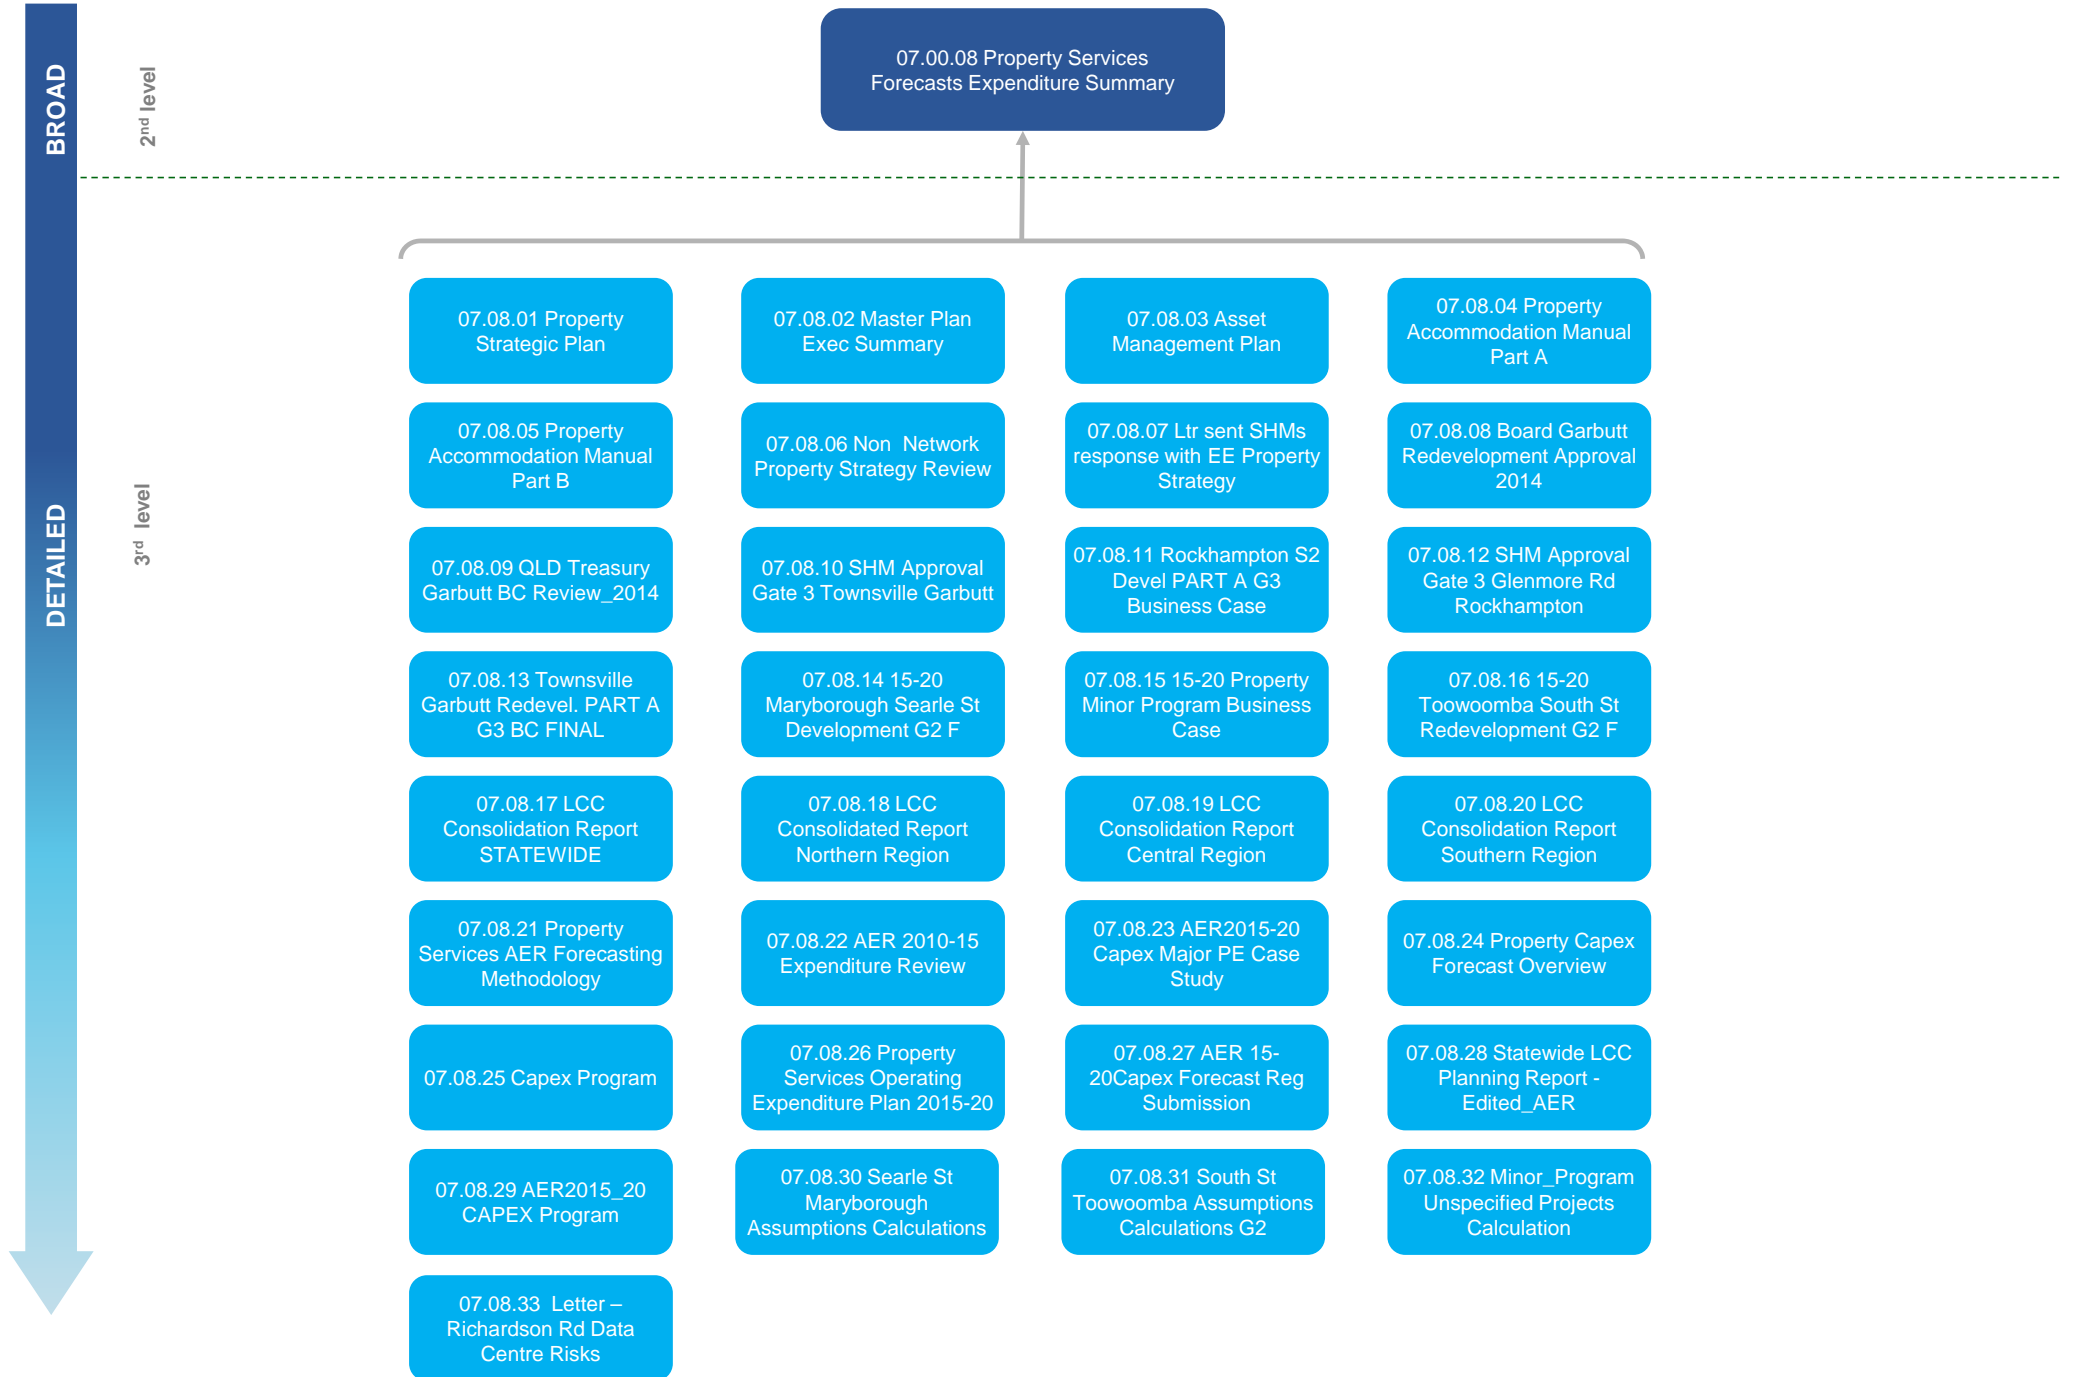 BROAD
2nd level
07.00.08 Property Services
Forecasts Expenditure Summary
DETAILED
3rd level
07.08.01 Property
Strategic Plan
07.08.02 Master Plan
Exec Summary
07.08.03 Asset
Management Plan
07.08.04 Property
Accommodation Manual
Part A
07.08.05 Property
Accommodation Manual
Part B
07.08.06 Non Network
Property Strategy Review
07.08.07 Ltr sent SHMs
response with EE Property
Strategy
07.08.08 Board Garbutt
Redevelopment Approval
2014
07.08.09 QLD Treasury
Garbutt BC Review_2014
07.08.10 SHM Approval
Gate 3 Townsville Garbutt
07.08.11 Rockhampton S2
Devel PART A G3
Business Case
07.08.12 SHM Approval
Gate 3 Glenmore Rd
Rockhampton
07.08.13 Townsville
Garbutt Redevel. PART A
G3 BC FINAL
07.08.14 15-20
Maryborough Searle St
Development G2 F
07.08.15 15-20 Property
Minor Program Business
Case
07.08.16 15-20
Toowoomba South St
Redevelopment G2 F
07.08.17 LCC
Consolidation Report
STATEWIDE
07.08.18 LCC
Consolidated Report
Northern Region
07.08.19 LCC
Consolidation Report
Central Region
07.08.20 LCC
Consolidation Report
Southern Region
07.08.21 Property
Services AER Forecasting
Methodology
07.08.22 AER 2010-15
Expenditure Review
07.08.23 AER2015-20
Capex Major PE Case
Study
07.08.24 Property Capex
Forecast Overview
07.08.25 Capex Program
07.08.26 Property
Services Operating
Expenditure Plan 2015-20
07.08.27 AER 15-
20Capex Forecast Reg
Submission
07.08.28 Statewide LCC
Planning Report -
Edited_AER
07.08.29 AER2015_20
CAPEX Program
07.08.30 Searle St
Maryborough
Assumptions Calculations
07.08.31 South St
Toowoomba Assumptions
Calculations G2
07.08.32 Minor_Program
Unspecified Projects
Calculation
07.08.33 Letter –
Richardson Rd Data
Centre Risks